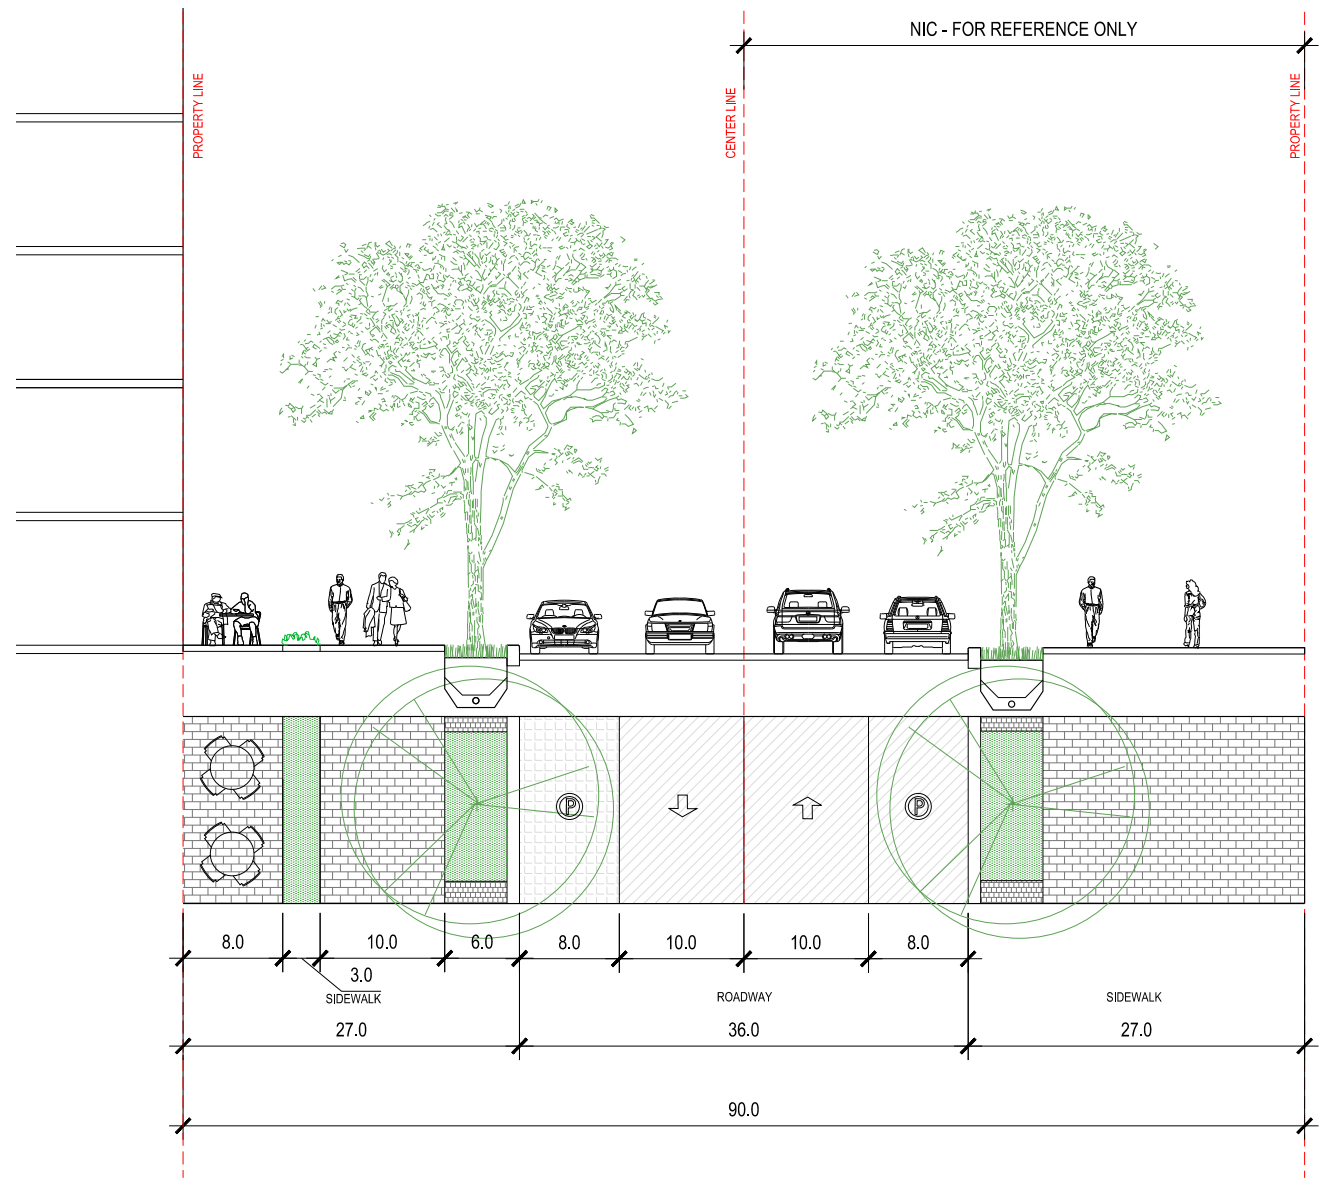 NIC - FOR REFERENCE ONLY
PROPERTY LINE
CENTER LINE
PROPERTY LINE
P
P
8.0
10.0
6.0
8.0
10.0
10.0
8.0
3.0
SIDEWALK
ROADWAY
SIDEWALK
27.0
36.0
27.0
90.0